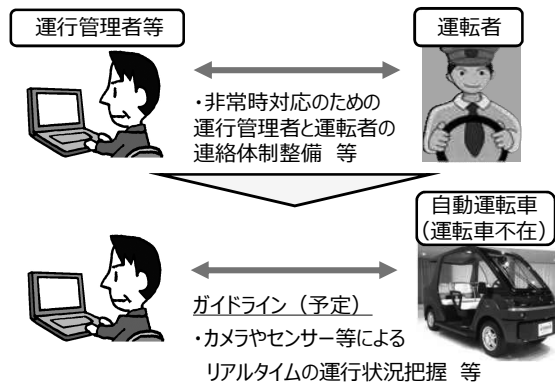 運行管理者等
運転者
・非常時対応のための
運行管理者と運転者の
連絡体制整備 等
自動運転車
(運転車不在)
ガイドライン（予定）
・カメラやセンサー等による
リアルタイムの運行状況把握 等